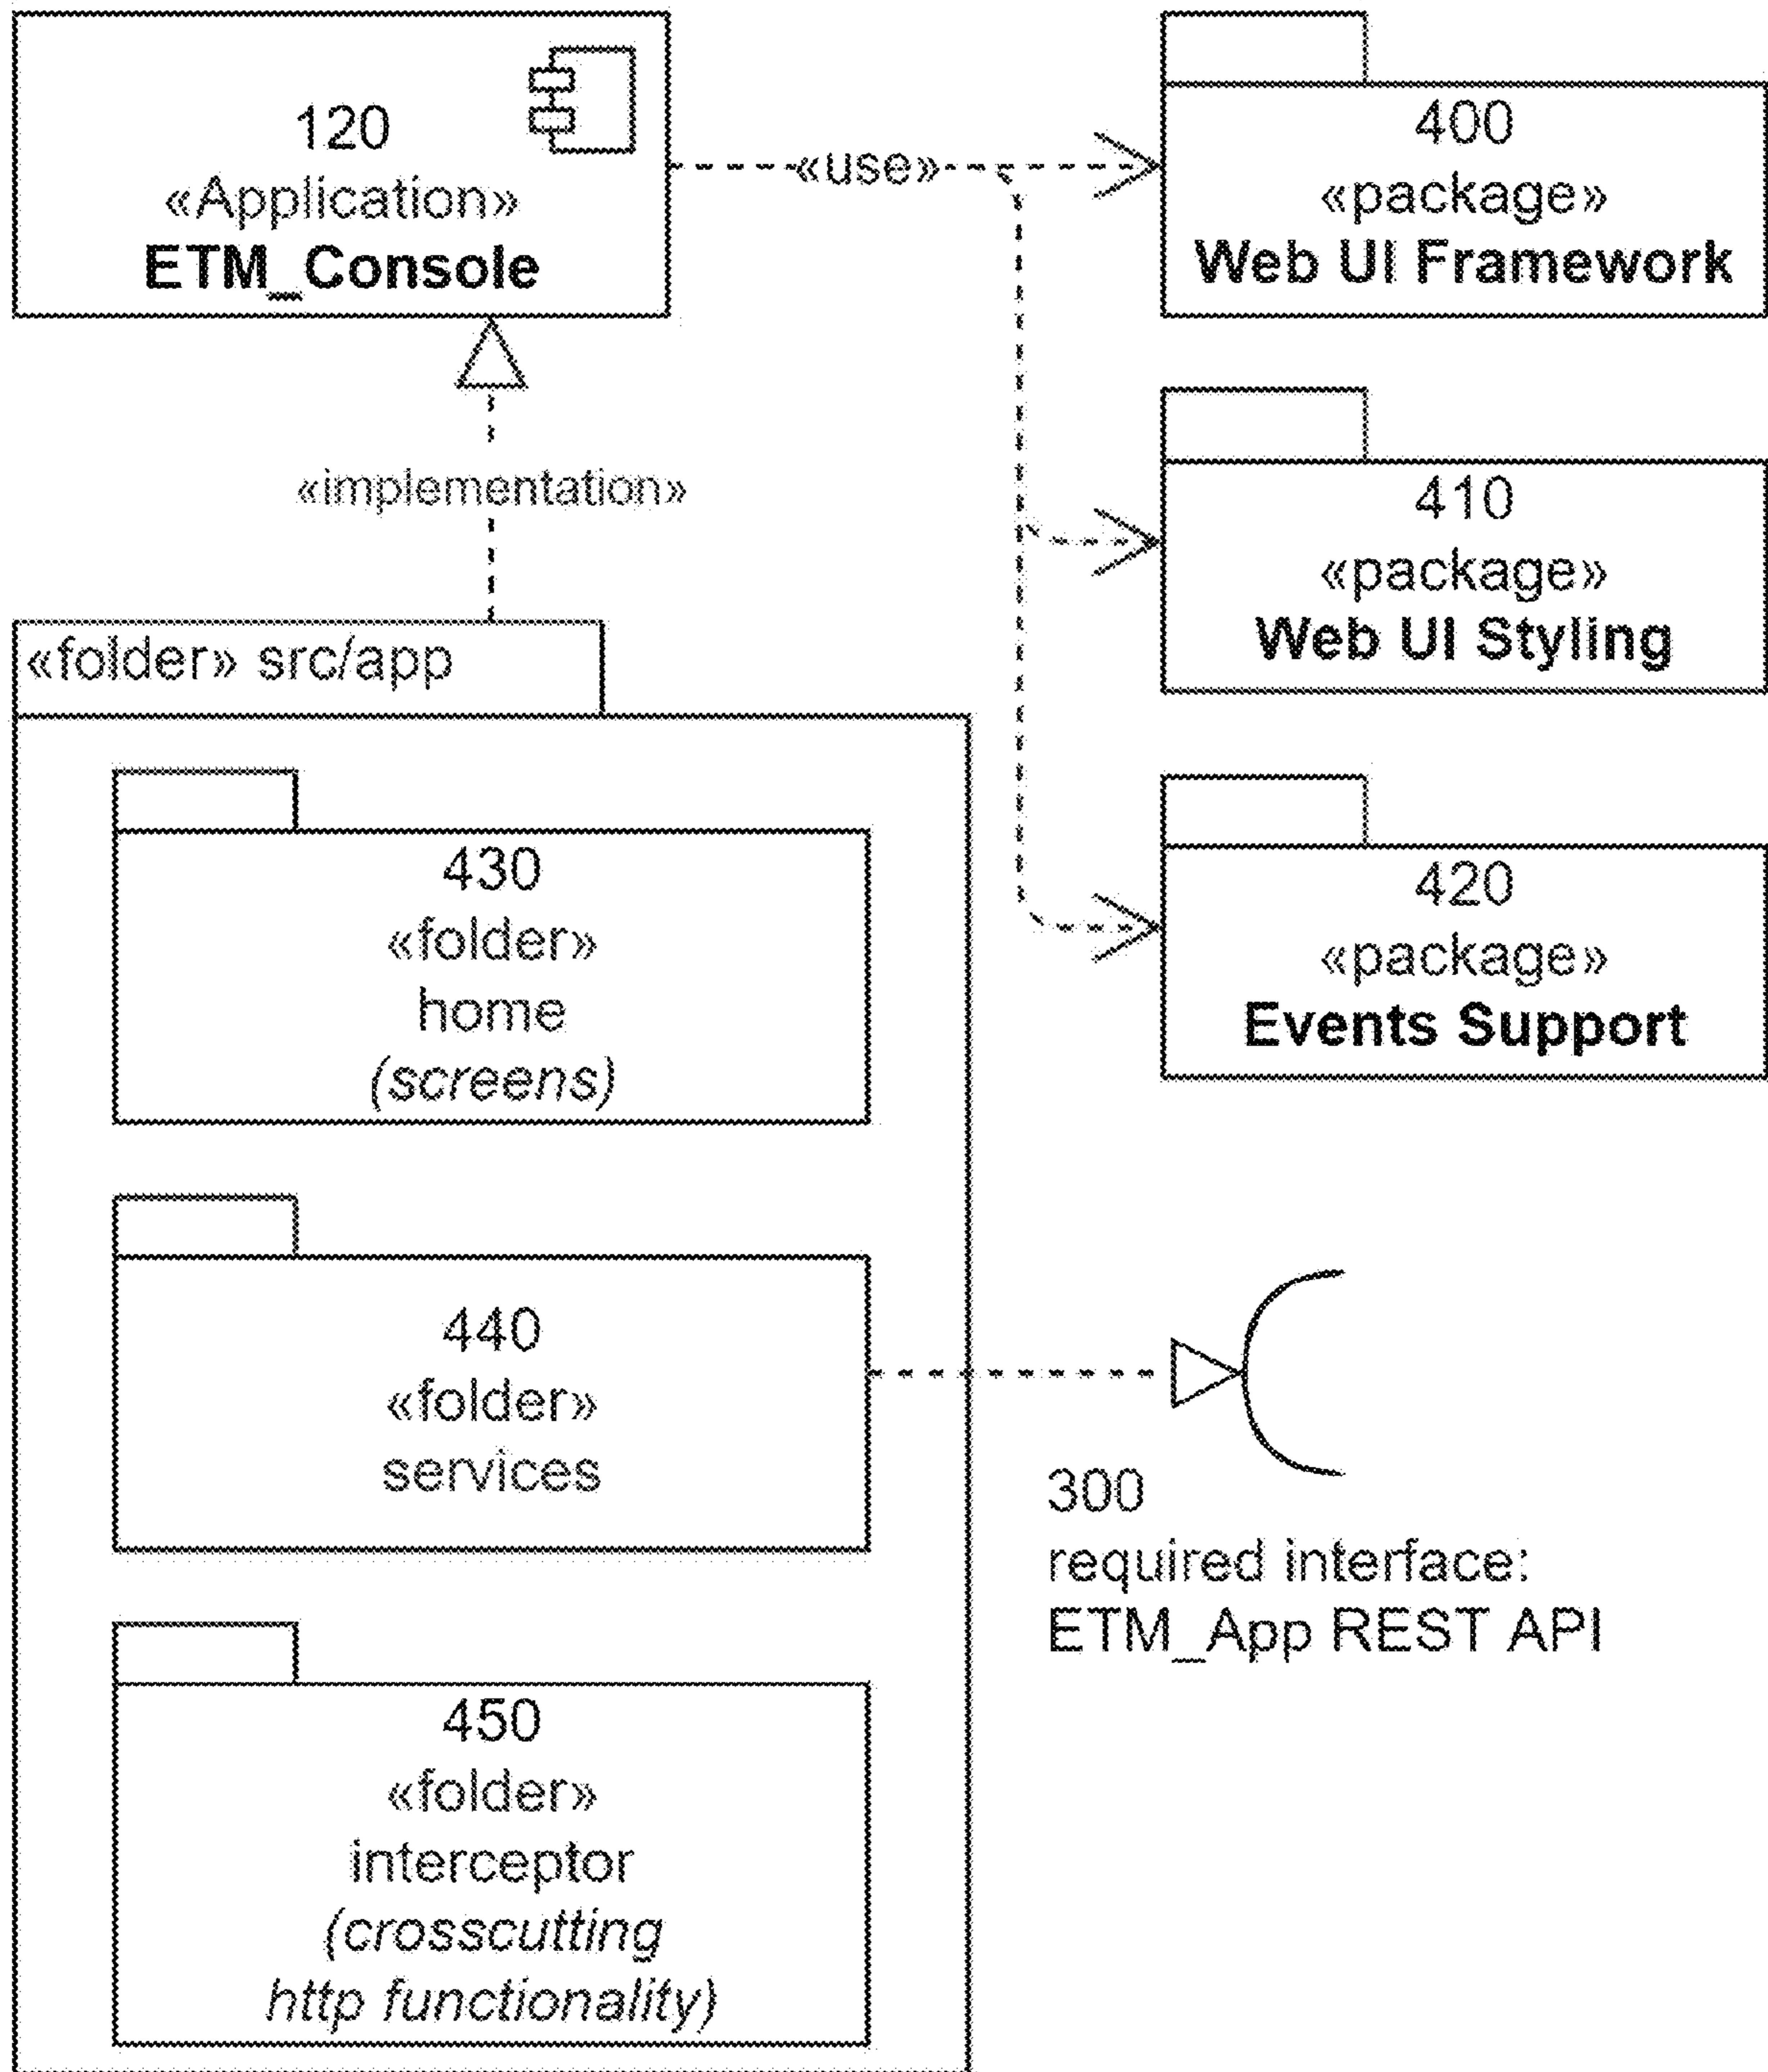 120
«Application»
ETM_Console
«use»
400
«package»
Web UI Framework
«implementation»
410
«package»
Web UI Styling
«folder» src/app
420
«package»
Events Support
430
«folder»
home
(screens)
440
«folder»
services
300
required interface:
ETM_App REST API
450
«folder»
interceptor
(crosscutting
http functionality)